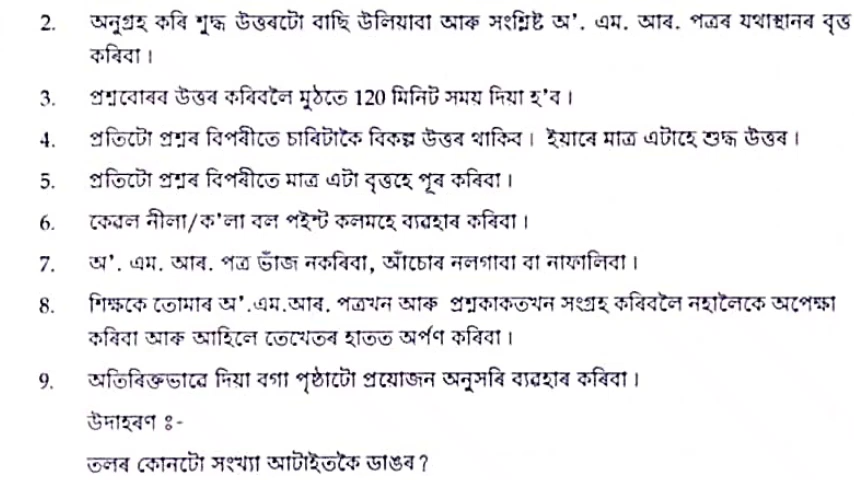 2. অনুগ্ৰহ কৰি শুদ্ধ উত্তৰটো বাছি উলিয়াবা আৰু সংশ্লিষ্ট অ'. এম. আৰ. পত্ৰৰ যথাস্থানৰ বৃত্ত
কৰিবা।
3. প্ৰশ্নবোৰৰ উত্তৰ কৰিবলৈ মুঠতে 120 মিনিট সময় দিয়া হ'ব।
4. প্ৰতিটো প্ৰশ্নৰ বিপৰীতে চাৰিটাকৈ বিকল্প উত্তৰ থাকিব। ইয়াৰে মাত্ৰ এটাহে শুদ্ধ উত্তৰ।
5. প্ৰতিটো প্ৰশ্নৰ বিপৰীতে মাত্ৰ এটা বৃত্তহে পূৰ কৰিবা।
6. কেৱল নীলা/ক'লা বল পইন্ট কলমহে ব্যৱহাৰ কৰিবা।
7. অ'. এম. আৰ. পত্ৰ ভাঁজ নকৰিবা, আঁচোৰ নলগাবা বা নাফালিবা।
8. শিক্ষকে তোমাৰ অ'.এম.আৰ. পত্ৰখন আৰু প্ৰশ্নকাকতখন সংগ্ৰহ কৰিবলৈ নহালৈকে অপেক্ষা
কৰিবা আৰু আহিলে তেখেতৰ হাতত অৰ্পণ কৰিবা।
9. অতিৰিক্তভাৱে দিয়া বগা পৃষ্ঠাটো প্ৰয়োজন অনুসৰি ব্যৱহাৰ কৰিবা।
উদাহৰণ ঃ-
তলৰ কোনটো সংখ্যা আটাইতকৈ ডাঙৰ?